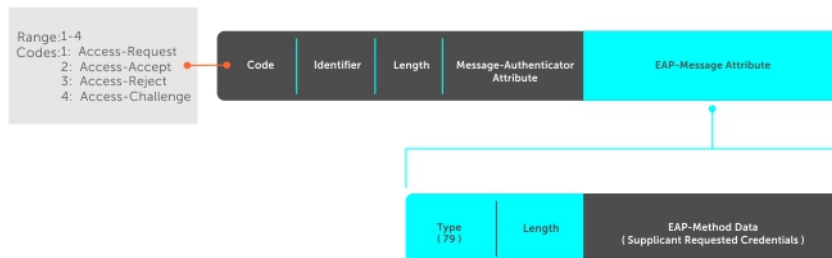 Range:1-4
Codes:1: Access-Request
2: Access-Accept
3: Access-Reject
4: Access-Challenge
Code
Identifier
Length
Message-Authenticator
Attribute
EAP-Message Attribute
Type
( 79 )
Length
EAP-Method Data
( Supplicant Requested Credentials )